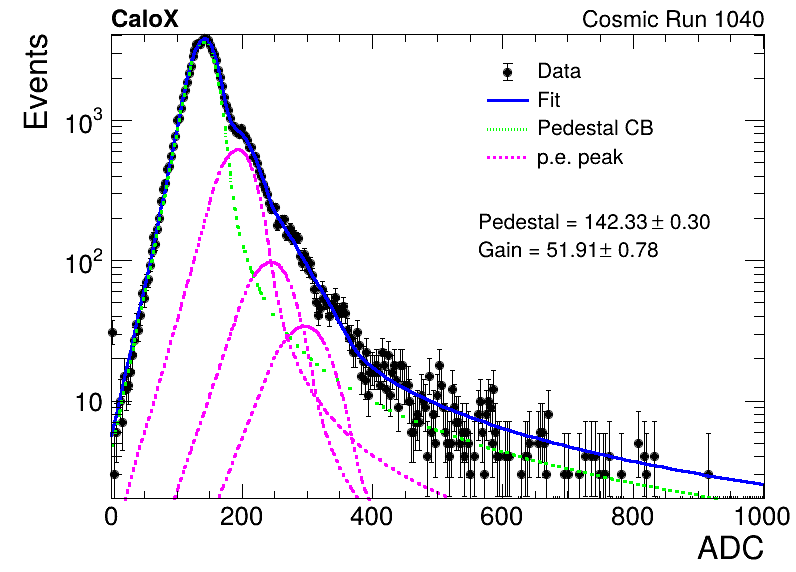 CaloX Cosmic Run 1040
Events
Data
Fit
Pedestal CB
p.e. peak
Pedestal = 142.33 ± 0.30
Gain = 51.91 ± 0.78
10³
10²
10
0 200 400 600 800 1000
ADC